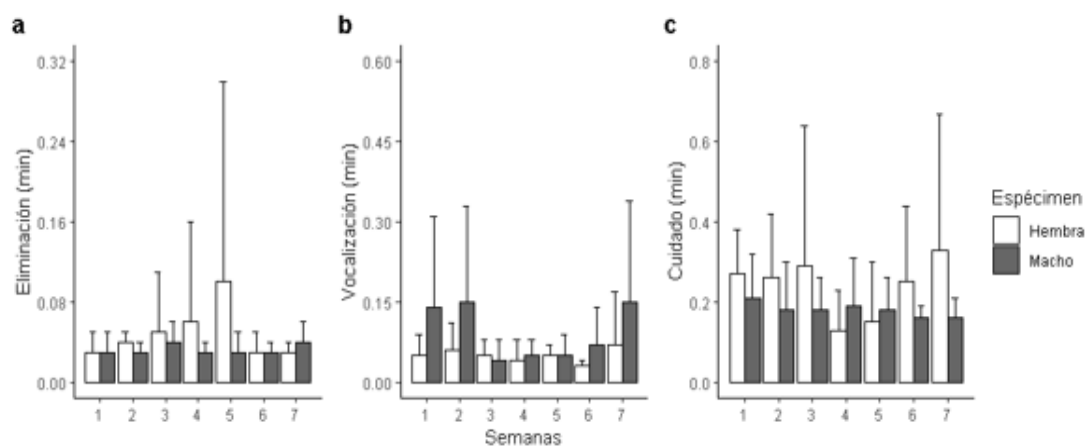 a
Eliminación (min)
0.32
0.24
0.16
0.08
0.00
1 2 3 4 5 6 7
b
Vocalización (min)
0.60
0.45
0.30
0.15
0.00
1 2 3 4 5 6 7
Semanas
c
Cuidado (min)
0.8
0.6
0.4
0.2
0.0
1 2 3 4 5 6 7
Espécimen
Hembra
Macho